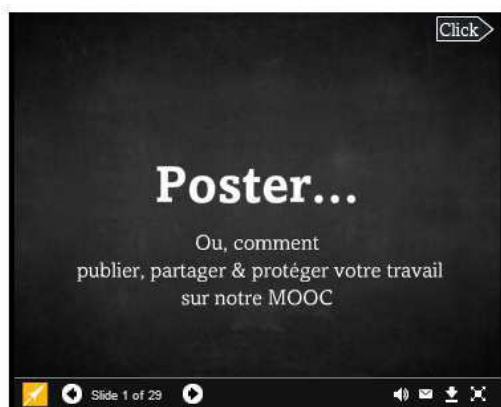 Click
Poster...
Ou, comment
publier, partager & protéger votre travail
sur notre MOOC
Slide 1 of 29